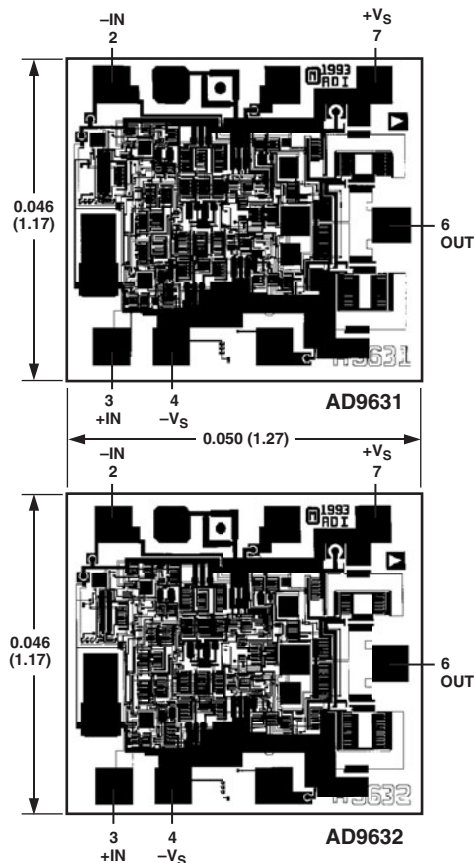 –IN
2
+VS
7
Ⓜ 1993
ADI
0.046
(1.17)
6
OUT
3
+IN
4
–VS
9631
AD9631
0.050 (1.27)
–IN
2
+VS
7
Ⓜ 1993
ADI
0.046
(1.17)
6
OUT
3
+IN
4
–VS
9632
AD9632